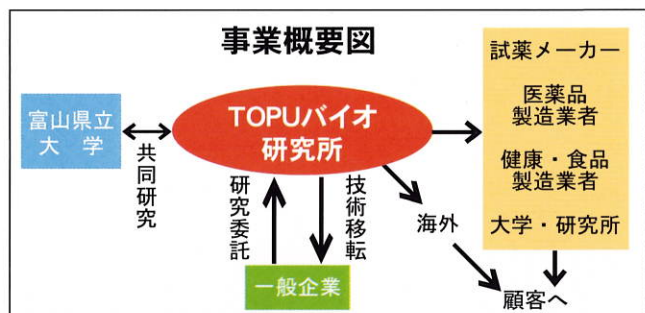 事業概要図
富山県立
大　学
共同研究
TOPUバイオ
研究所
研究委託
技術移転
一般企業
海外
試薬メーカー
医薬品
製造業者
健康・食品
製造業者
大学・研究所
顧客へ